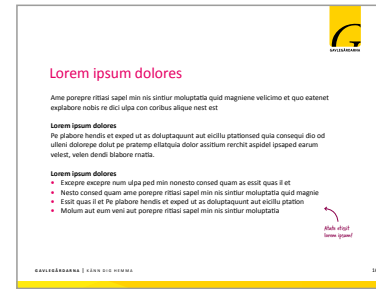 GAVLEGÅRDARNA
Lorem ipsum dolores
Ame porepre ritiasi sapel min nis sintiur moluptatia quid magniene velicimo et quo eatenet
explabore nobis re dici ulpa con coribus alique nest est
Lorem ipsum dolores
Pe plabore hendis et exped ut as doluptaquunt aut eicillu ptationsed quia consequi dio od
ulleni dolorepe dolut pe pratemp ellatquia dolor assitium rerchit aspidel ipsaped earum
velest, velen dendi blabore rnatia.
Lorem ipsum dolores
• Excepre excepre num ulpa ped min nonesto consed quam as essit quas il et
• Nesto consed quam ame porepre ritiasi sapel min nis sintiur moluptatia quid magnie
• Essit quas il et Pe plabore hendis et exped ut as doluptaquunt aut eicillu ptation
• Molum aut eum veni aut porepre ritiasi sapel min nis sintiur moluptatia
lorem ipsum!
GAVLEGÅRDARNA | KÄNN DIG HEMMA